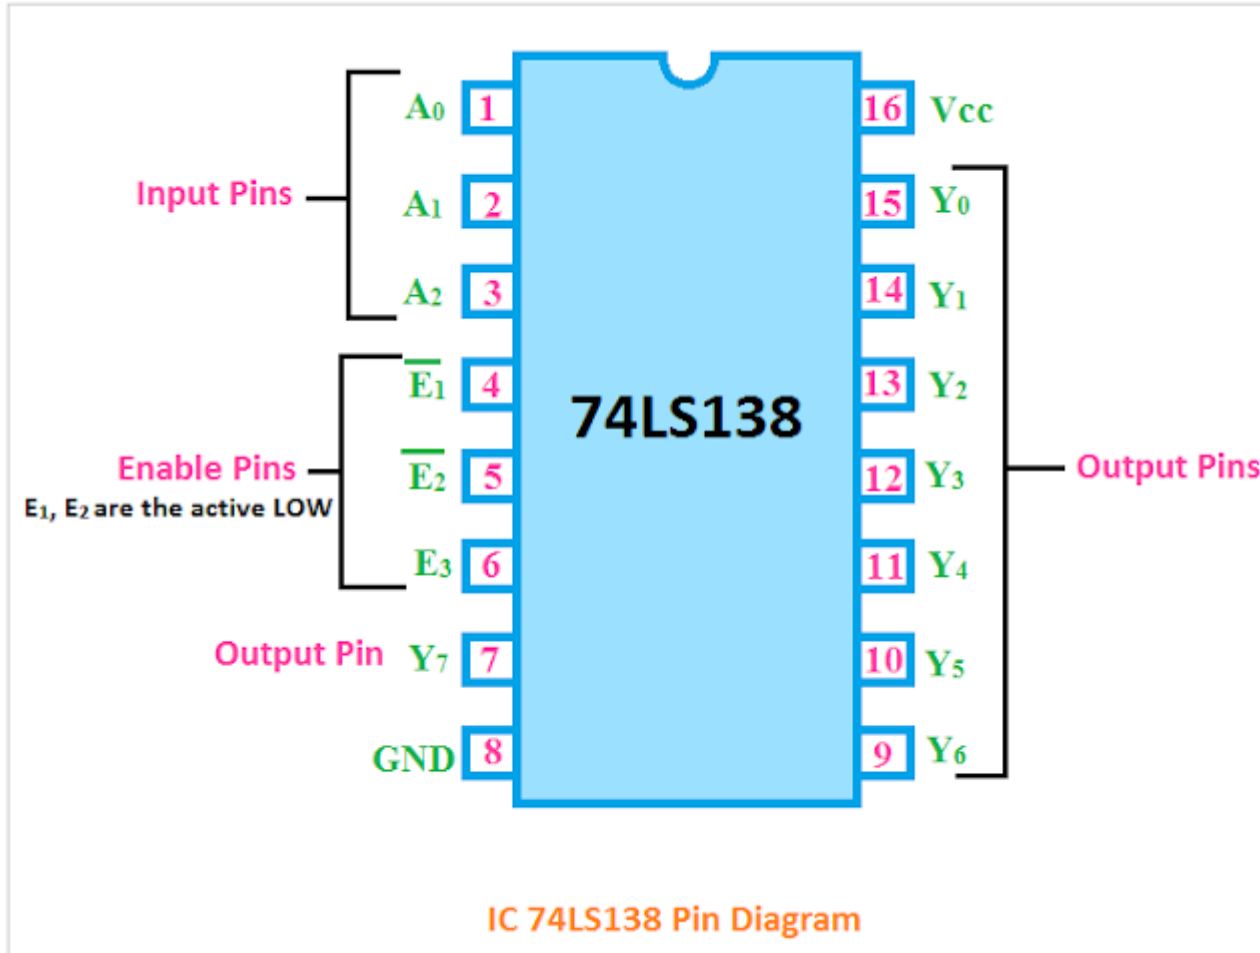 A0 1 16 Vcc
Input Pins A1 2 15 Y0
A2 3 14 Y1
E̅1̅ 4 13 Y2
74LS138
Enable Pins E̅2̅ 5 12 Y3 Output Pins
E1, E2 are the active LOW
E3 6 11 Y4
Output Pin Y7 7 10 Y5
GND 8 9 Y6
IC 74LS138 Pin Diagram